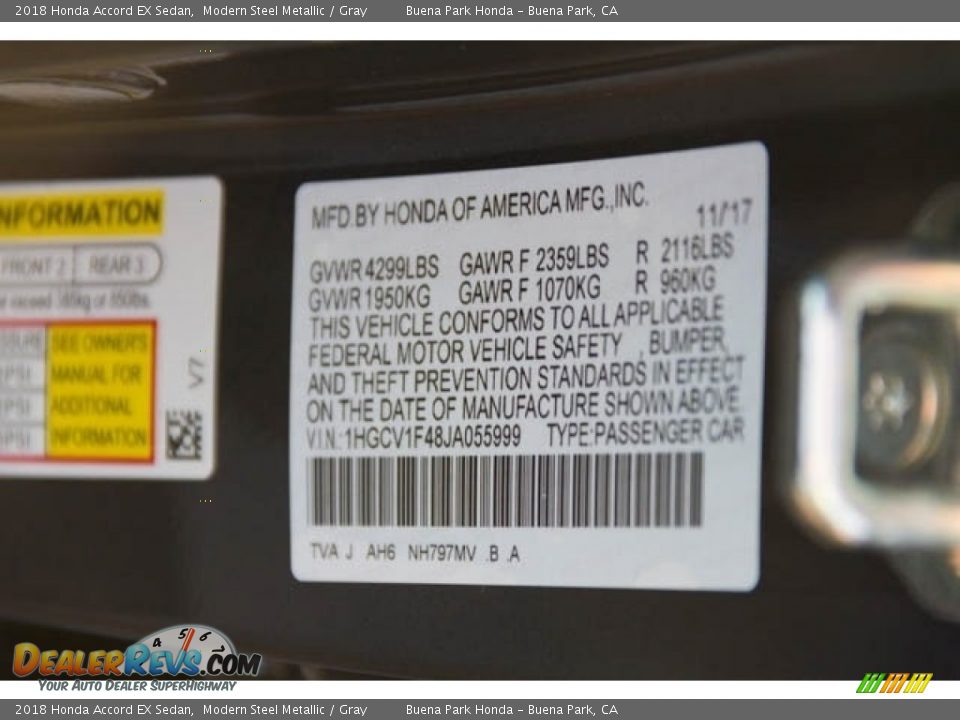 2018 Honda Accord EX Sedan, Modern Steel Metallic / Gray Buena Park Honda - Buena Park, CA
NFORMATION
FRONT 2 REAR 3
SEE OWNER'S
MANUAL FOR
ADDITIONAL
INFORMATION
V7
MFD.BY HONDA OF AMERICA MFG.,INC.
11/17
GVWR 4299LBS GAWR F 2359LBS R 2116LBS
GVWR 1950KG GAWR F 1070KG R 960KG
THIS VEHICLE CONFORMS TO ALL APPLICABLE
FEDERAL MOTOR VEHICLE SAFETY , BUMPER,
AND THEFT PREVENTION STANDARDS IN EFFECT
ON THE DATE OF MANUFACTURE SHOWN ABOVE.
V.I.N.:1HGCV1F48JA055999 TYPE:PASSENGER CAR
TVA J AH6 NH797MV .B .A
4 5 6
DEALERREVS.COM
YOUR AUTO DEALER SUPERHIGHWAY
2018 Honda Accord EX Sedan, Modern Steel Metallic / Gray Buena Park Honda - Buena Park, CA